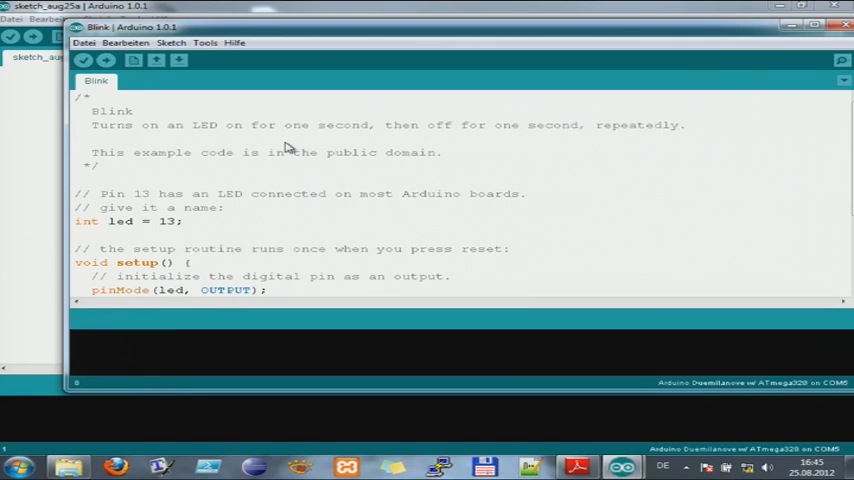 sketch_aug25a | Arduino 1.0.1
Datei
Blink | Arduino 1.0.1
Datei Bearbeiten Sketch Tools Hilfe
sketch_au
Blink
/*
Blink
Turns on an LED on for one second, then off for one second, repeatedly.
This example code is in the public domain.
*/
// Pin 13 has an LED connected on most Arduino boards.
// give it a name:
int led = 13;
// the setup routine runs once when you press reset:
void setup() {
// initialize the digital pin as an output.
pinMode(led, OUTPUT);
8
Arduino Duemilanove w/ ATmega328 on COM5
1
Arduino Duemilanove w/ ATmega328 on COM5
DE
16:45
25.08.2012